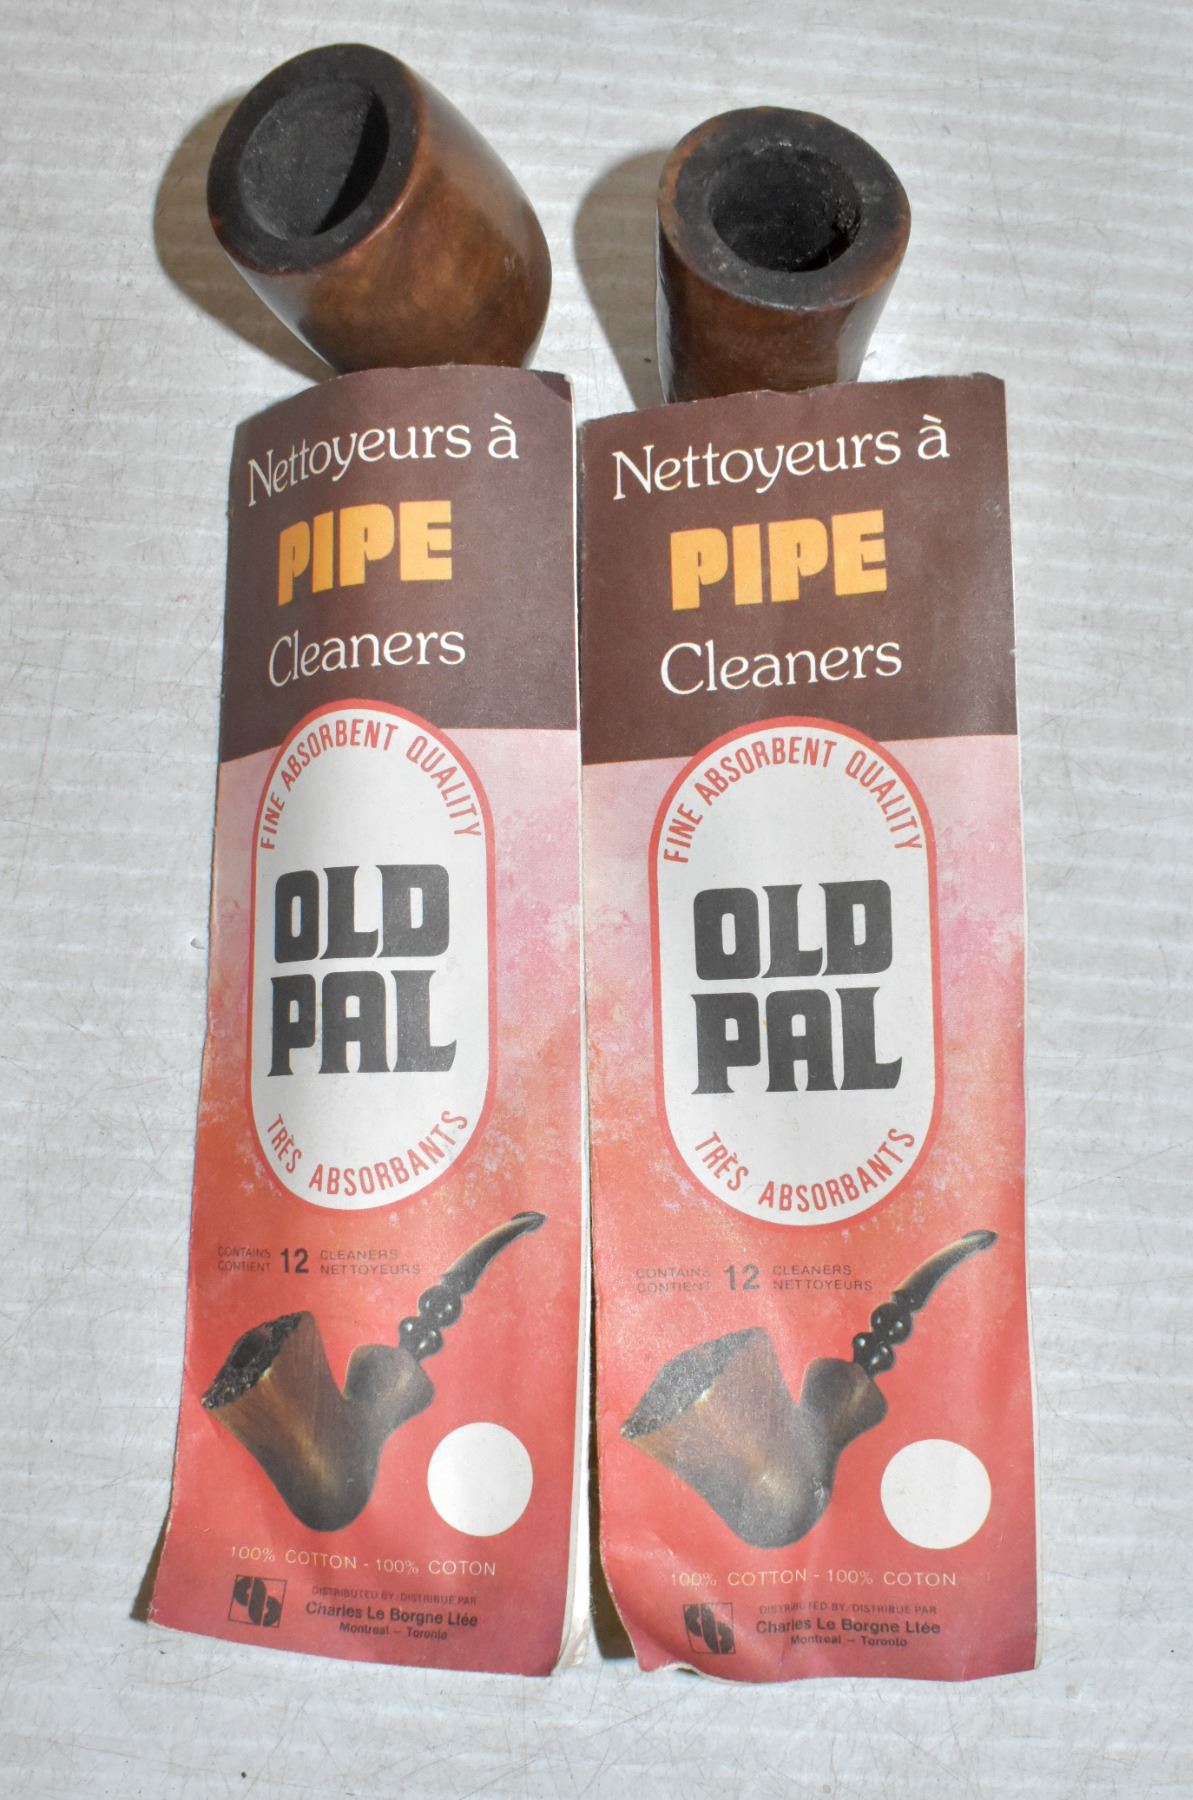 Nettoyeurs à
PIPE
Cleaners
FINE ABSORBENT QUALITY
OLD
PAL
TRÈS ABSORBANTS
CONTAINS 12 CLEANERS
CONTIENT NETTOYEURS
100% COTTON - 100% COTON
DISTRIBUTED BY/DISTRIBUÉ PAR
Charles Le Borgne Ltée
Montreal - Toronto
Nettoyeurs à
PIPE
Cleaners
FINE ABSORBENT QUALITY
OLD
PAL
TRÈS ABSORBANTS
CONTAINS 12 CLEANERS
CONTIENT NETTOYEURS
100% COTTON - 100% COTON
DISTRIBUTED BY/DISTRIBUÉ PAR
Charles Le Borgne Ltée
Montreal - Toronto